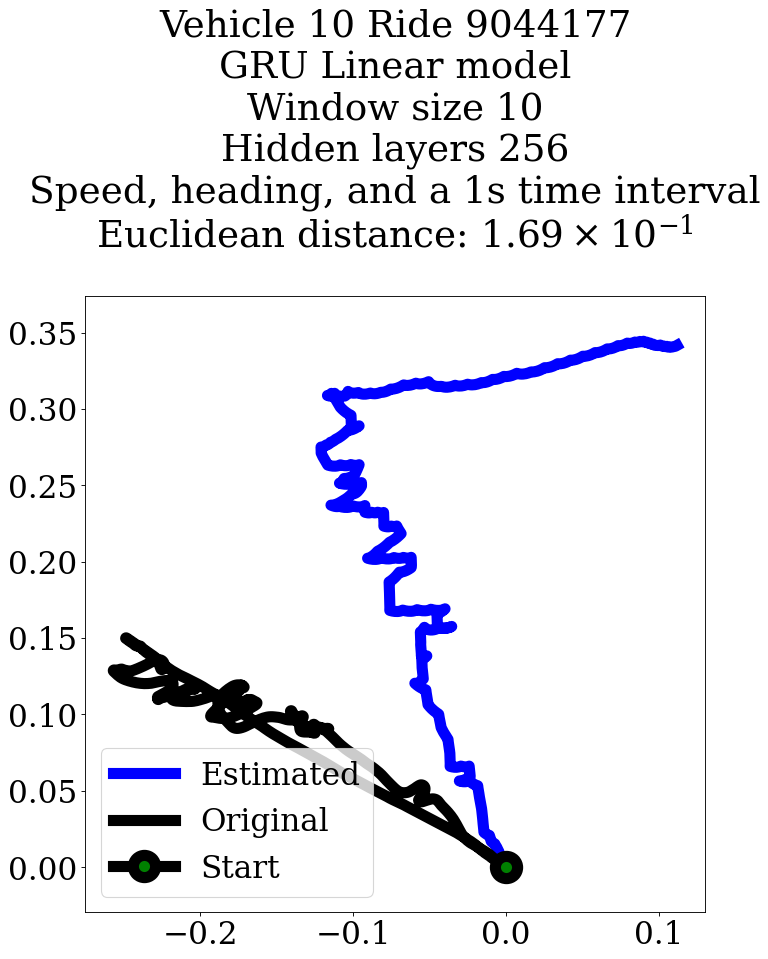 Vehicle 10 Ride 9044177
GRU Linear model
Window size 10
Hidden layers 256
Speed, heading, and a 1s time interval
Euclidean distance: 1.69 × 10⁻¹
0.35
0.30
0.25
0.20
0.15
0.10
0.05
0.00
Estimated
Original
Start
−0.2
−0.1
0.0
0.1